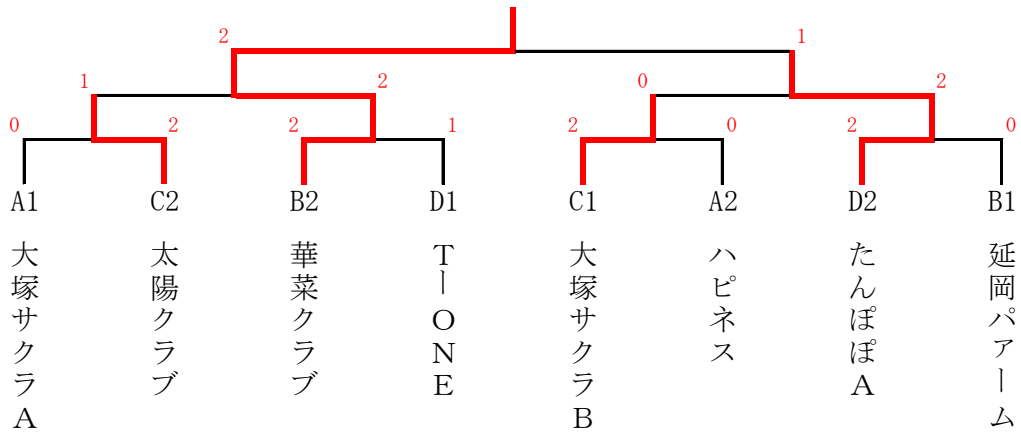 2 1
1 2 0 2
0 2 2 1 2 0 2 0
A1 C2 B2 D1 C1 A2 D2 B1
大塚サクラA
太陽クラブ
華菜クラブ
T－ONE
大塚サクラB
ハピネス
たんぽぽA
延岡パァーム